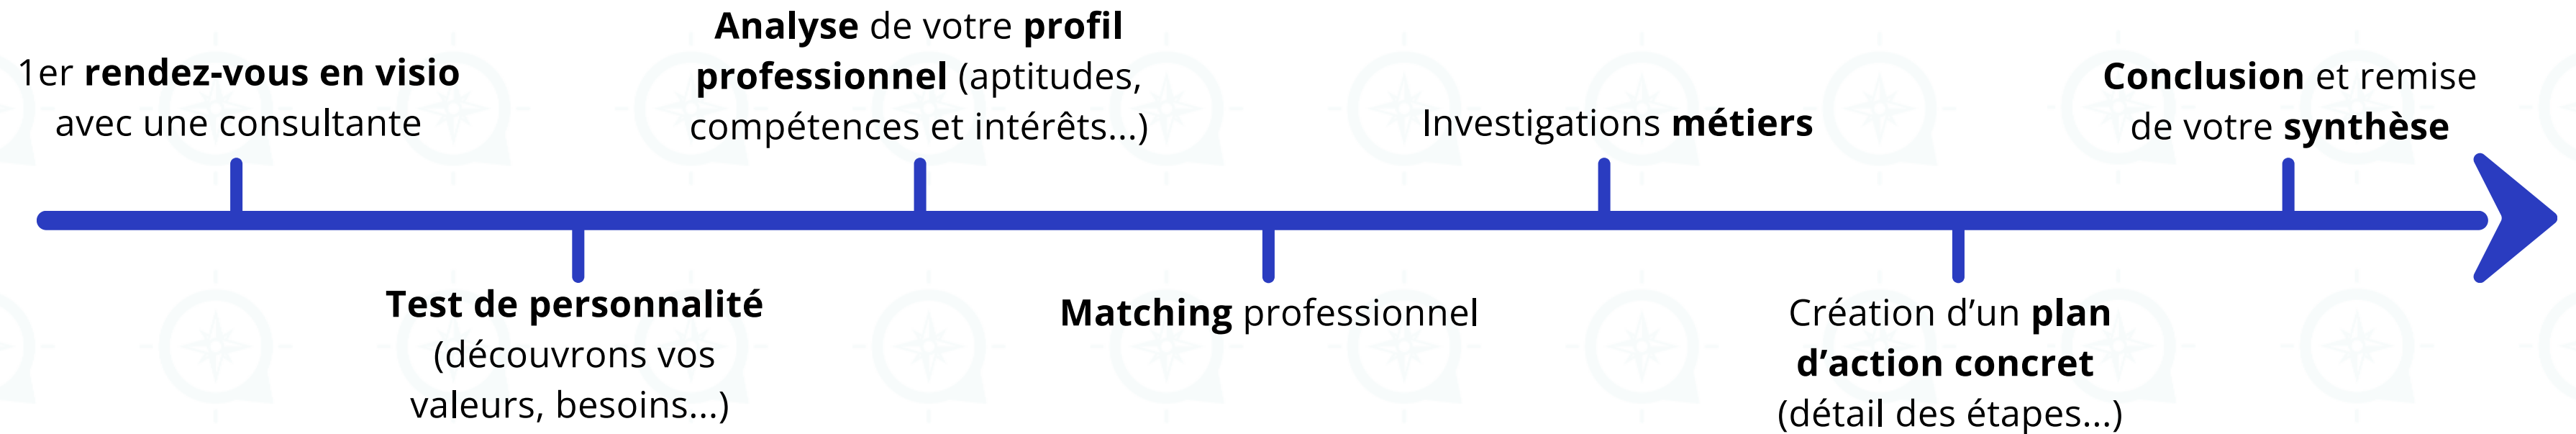 1er rendez-vous en visio
avec une consultante
Test de personnalité
(découvrons vos
valeurs, besoins...)
Analyse de votre profil
professionnel (aptitudes,
compétences et intérêts...)
Matching professionnel
Investigations métiers
Création d’un plan
d’action concret
(détail des étapes...)
Conclusion et remise
de votre synthèse